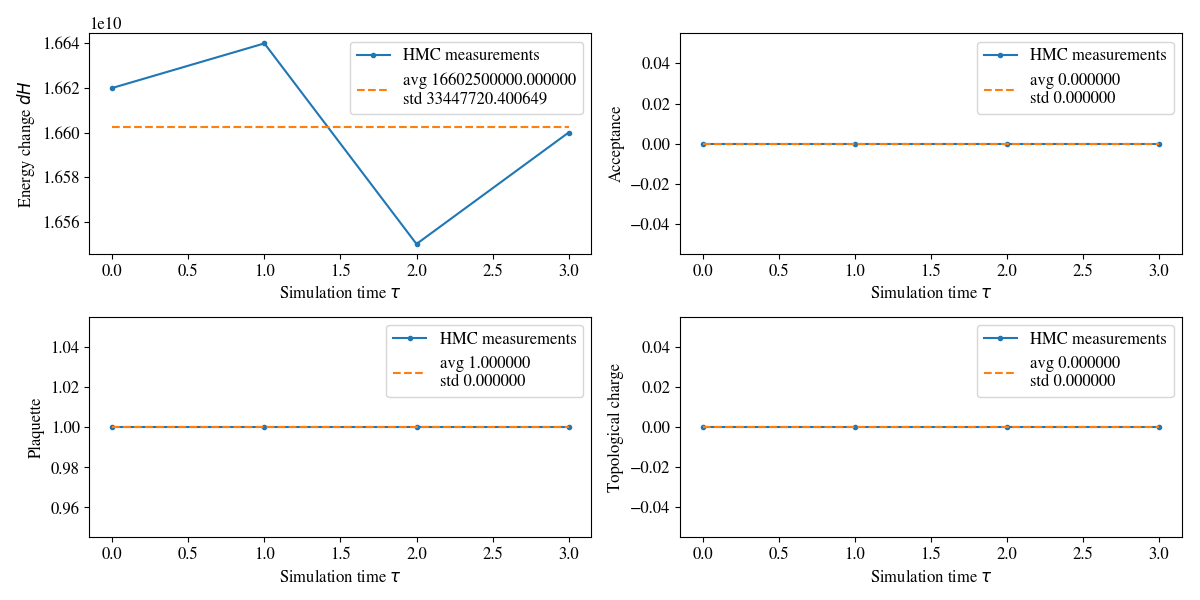 1e10
1.664
1.662
1.660
1.658
1.656
Energy change dH
HMC measurements
avg 16602500000.000000
std 33447720.400649
0.0
0.5
1.0
1.5
2.0
2.5
3.0
Simulation time τ
0.04
0.02
0.00
−0.02
−0.04
Acceptance
HMC measurements
avg 0.000000
std 0.000000
0.0
0.5
1.0
1.5
2.0
2.5
3.0
Simulation time τ
1.04
1.02
1.00
0.98
0.96
Plaquette
HMC measurements
avg 1.000000
std 0.000000
0.0
0.5
1.0
1.5
2.0
2.5
3.0
Simulation time τ
0.04
0.02
0.00
−0.02
−0.04
Topological charge
HMC measurements
avg 0.000000
std 0.000000
0.0
0.5
1.0
1.5
2.0
2.5
3.0
Simulation time τ